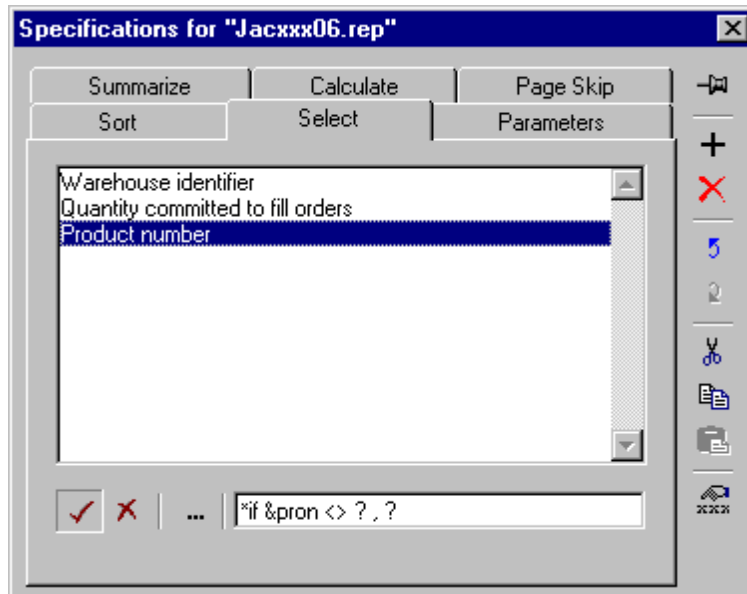 Specifications for "Jacxxx06.rep"
Summarize Calculate Page Skip
Sort Select Parameters
Warehouse identifier
Quantity committed to fill orders
Product number
... *if &pron <> ? , ?
xxx